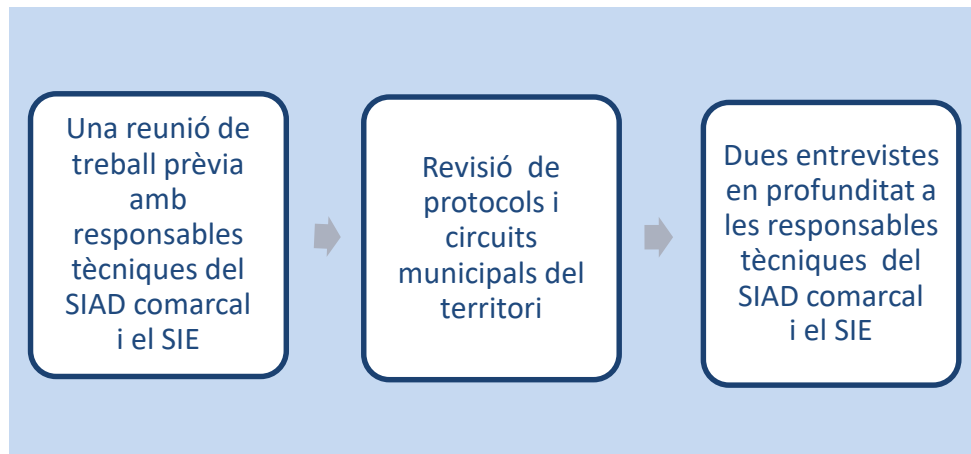 Una reunió de
treball prèvia
amb
responsables
tècniques del
SIAD comarcal
i el SIE
Revisió de
protocols i
circuits
municipals del
territori
Dues entrevistes
en profunditat a
les responsables
tècniques del
SIAD comarcal
i el SIE